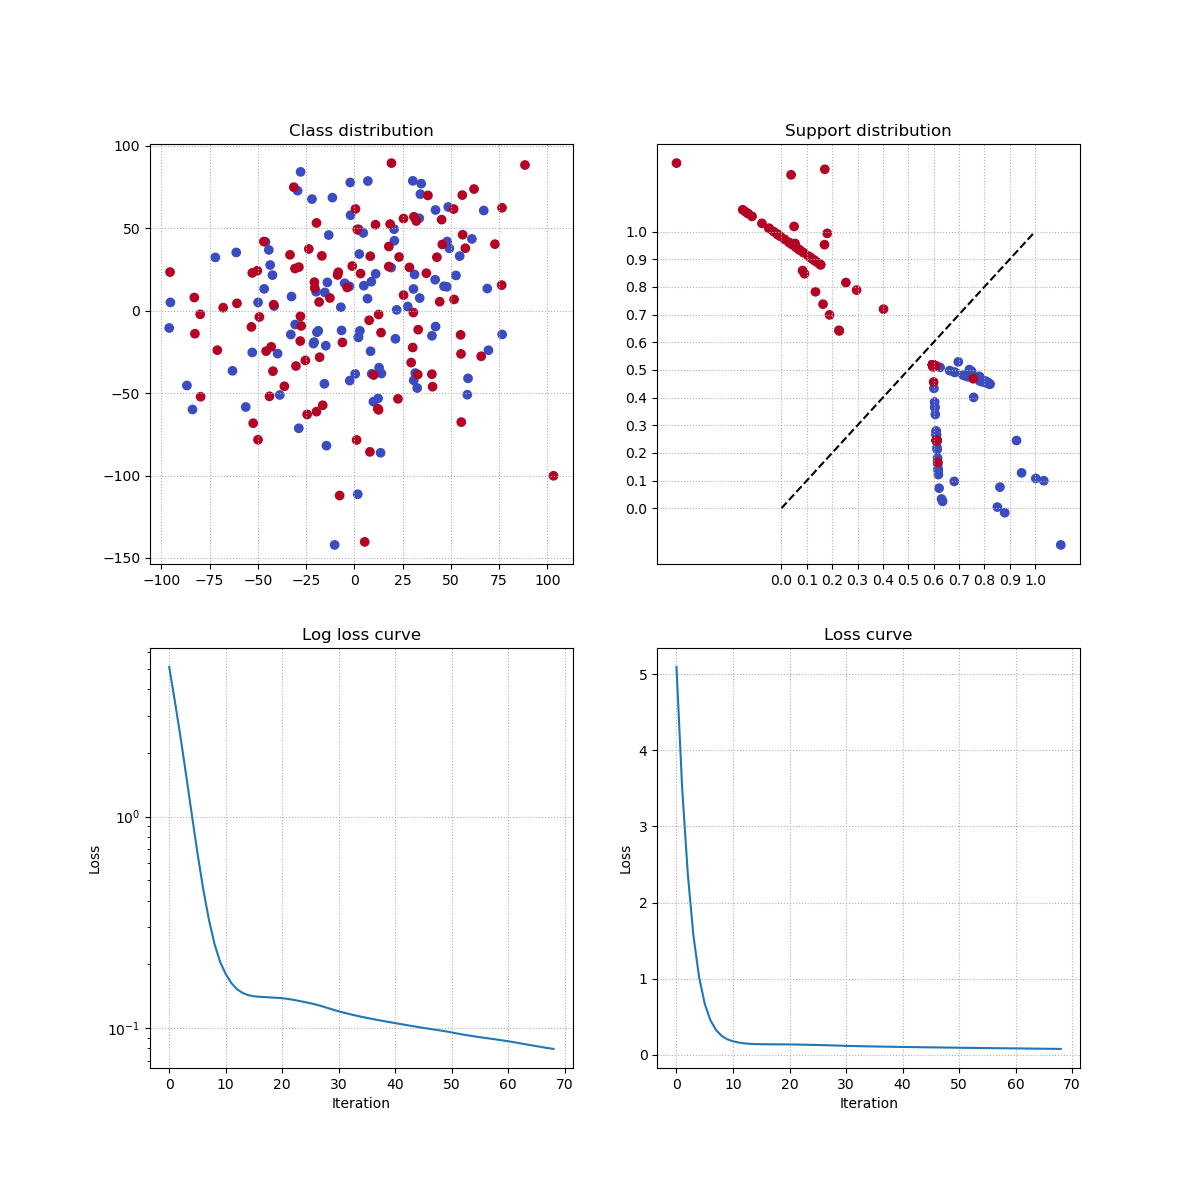 Class distribution
100
50
0
−50
−100
−150
−100 −75 −50 −25 0 25 50 75 100
Support distribution
1.0
0.9
0.8
0.7
0.6
0.5
0.4
0.3
0.2
0.1
0.0
0.0 0.1 0.2 0.3 0.4 0.5 0.6 0.7 0.8 0.9 1.0
Log loss curve
10⁰
10⁻¹
Loss
0 10 20 30 40 50 60 70
Iteration
Loss curve
5
4
3
2
1
0
Loss
0 10 20 30 40 50 60 70
Iteration